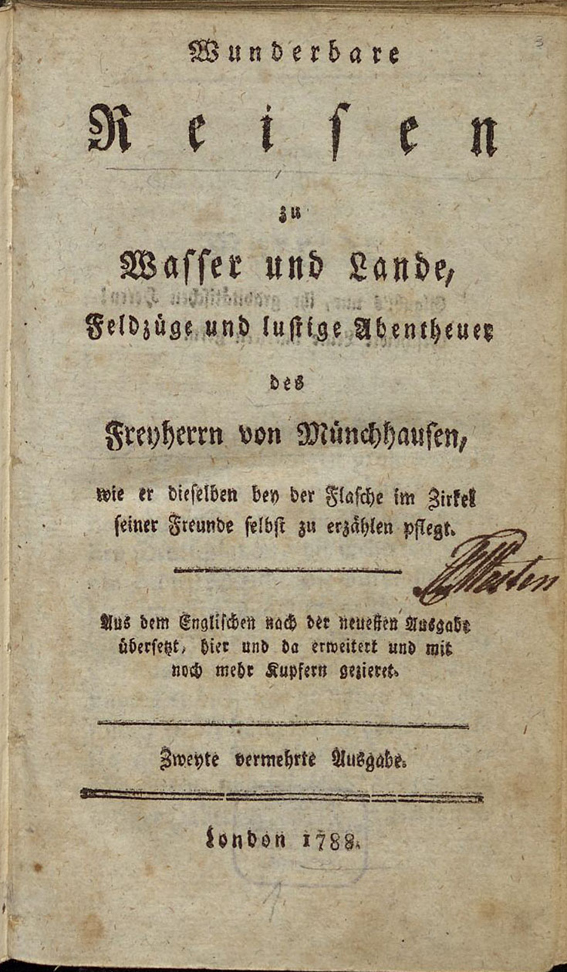 Wunderbare
Reisen
zu
Wasser und Lande,
Feldzüge und lustige Abentheuer
des
Freyherrn von Münchhausen,
wie er dieselben bey der Flasche im Zirkel
seiner Freunde selbst zu erzählen pflegt.
Aus dem Englischen nach der neuesten Ausgabe
übersetzt, hier und da erweitert und mit
noch mehr Kupfern gezieret.
Zweyte vermehrte Ausgabe.
London 1788.